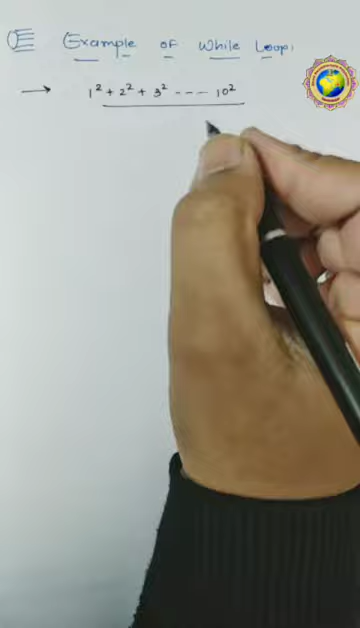 Example of While Loop:
→ 1² + 2² + 3² ---- 10²